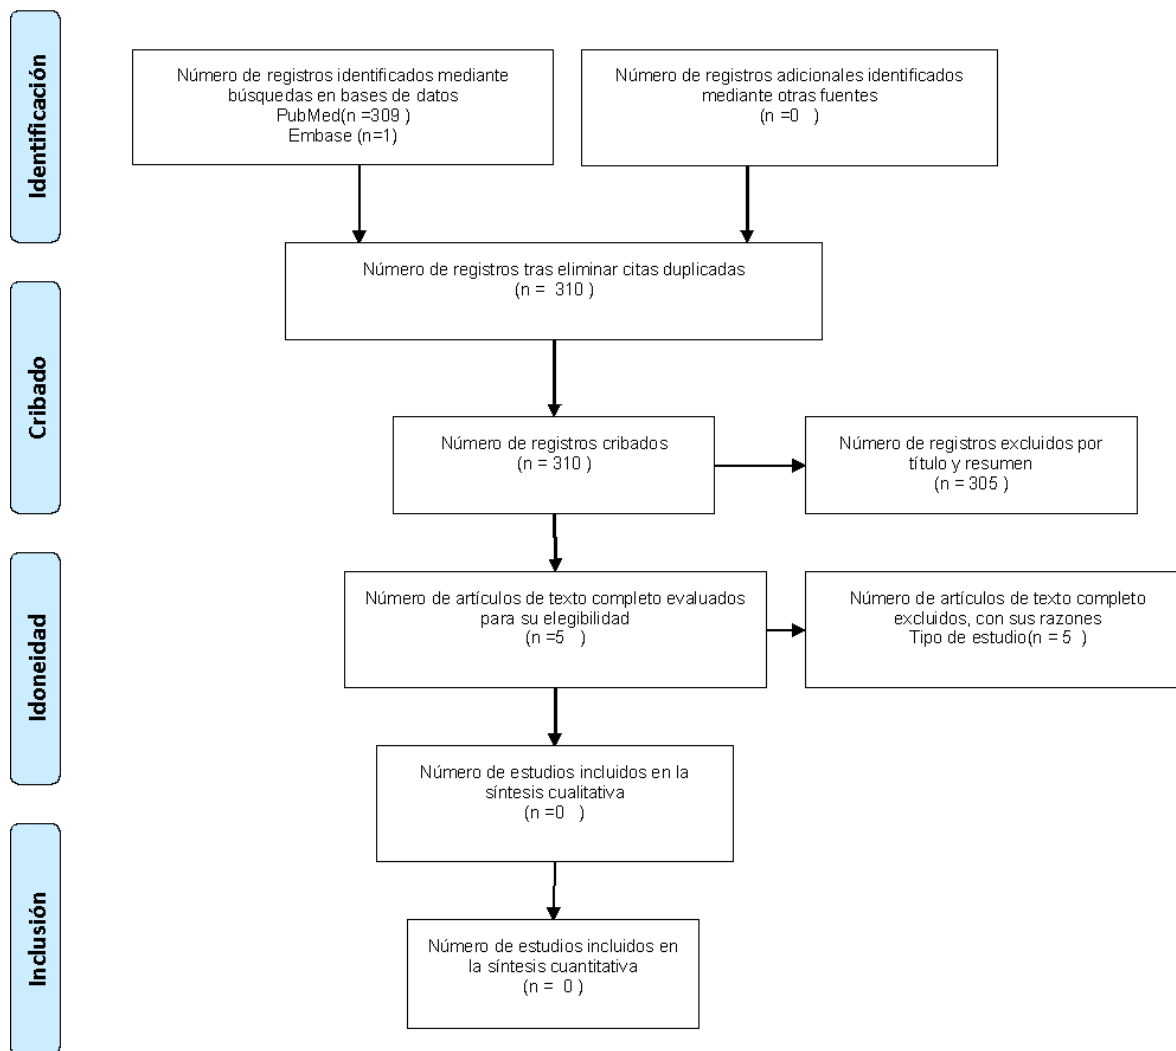 Identificación
Número de registros identificados mediante
búsquedas en bases de datos
PubMed(n =309 )
Embase (n=1)
Número de registros adicionales identificados
mediante otras fuentes
(n =0 )
Número de registros tras eliminar citas duplicadas
(n = 310 )
Cribado
Número de registros cribados
(n = 310 )
Número de registros excluidos por
título y resumen
(n = 305 )
Idoneidad
Número de artículos de texto completo evaluados
para su elegibilidad
(n =5 )
Número de artículos de texto completo
excluidos, con sus razones
Tipo de estudio(n = 5 )
Número de estudios incluidos en la
síntesis cualitativa
(n =0 )
Inclusión
Número de estudios incluidos en
la síntesis cuantitativa
(n = 0 )